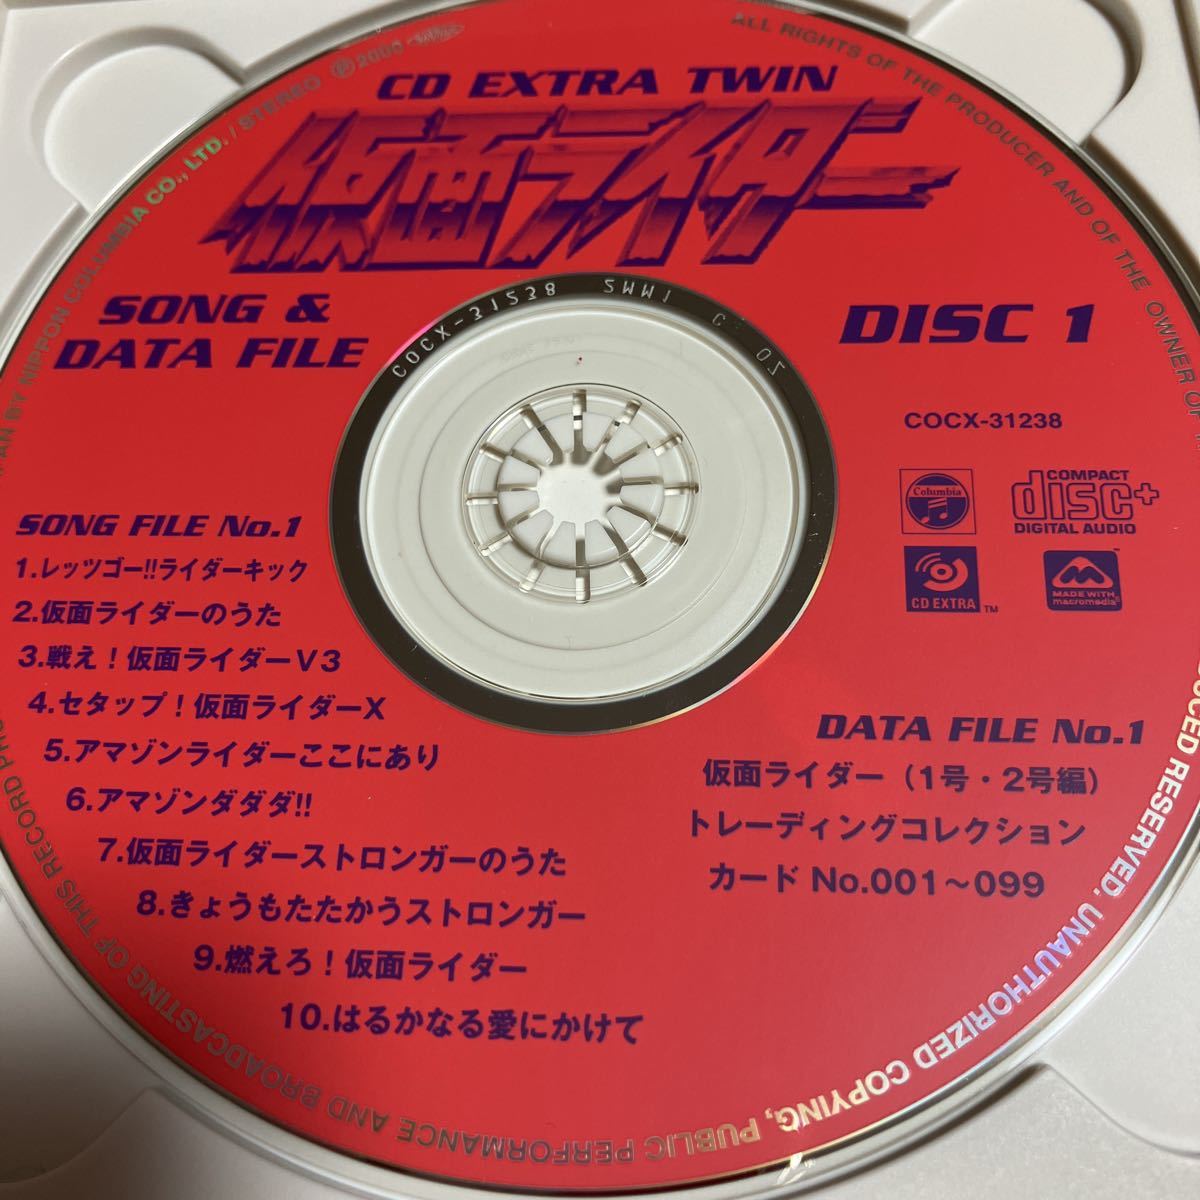 CD EXTRA TWIN
仮面ライダー
SONG &
DATA FILE
DISC 1
COCX-31238
Columbia
COMPACT
disc+
DIGITAL AUDIO
CD EXTRA
TM
MADE WITH
macromedia®
SONG FILE No.1
1.レッツゴー!!ライダーキック
2.仮面ライダーのうた
3.戦え！仮面ライダーV3
4.セタップ！仮面ライダーX
5.アマゾンライダーここにあり
6.アマゾンダダダ!!
7.仮面ライダーストロンガーのうた
8.きょうもたたかうストロンガー
9.燃えろ！仮面ライダー
10.はるかなる愛にかけて
DATA FILE No.1
仮面ライダー（1号・2号編）
トレーディングコレクション
カード No.001〜099
COCX-31238
BY NIPPON COLUMBIA CO., LTD. / STEREO
ALL RIGHTS OF THE PRODUCER AND OF THE OWNER OF
RESERVED. UNAUTHORIZED COPYING, PUBLIC PERFORMANCE AND BROADCASTING OF THIS RECORD